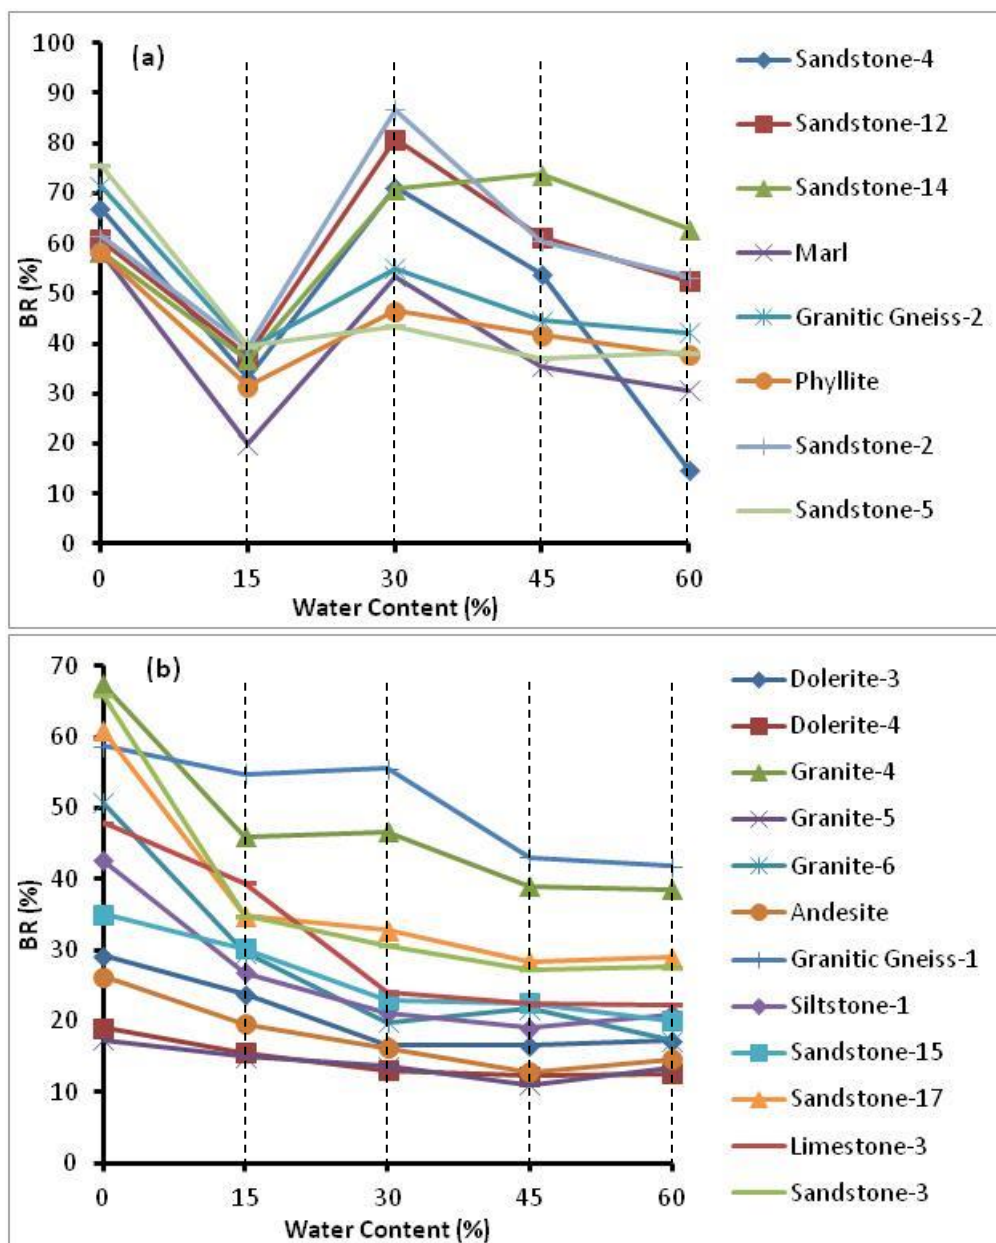 (a)
BR (%)
100
90
80
70
60
50
40
30
20
10
0
0 15 30 45 60
Water Content (%)
Sandstone-4
Sandstone-12
Sandstone-14
Marl
Granitic Gneiss-2
Phyllite
Sandstone-2
Sandstone-5
(b)
BR (%)
70
60
50
40
30
20
10
0
0 15 30 45 60
Water Content (%)
Dolerite-3
Dolerite-4
Granite-4
Granite-5
Granite-6
Andesite
Granitic Gneiss-1
Siltstone-1
Sandstone-15
Sandstone-17
Limestone-3
Sandstone-3